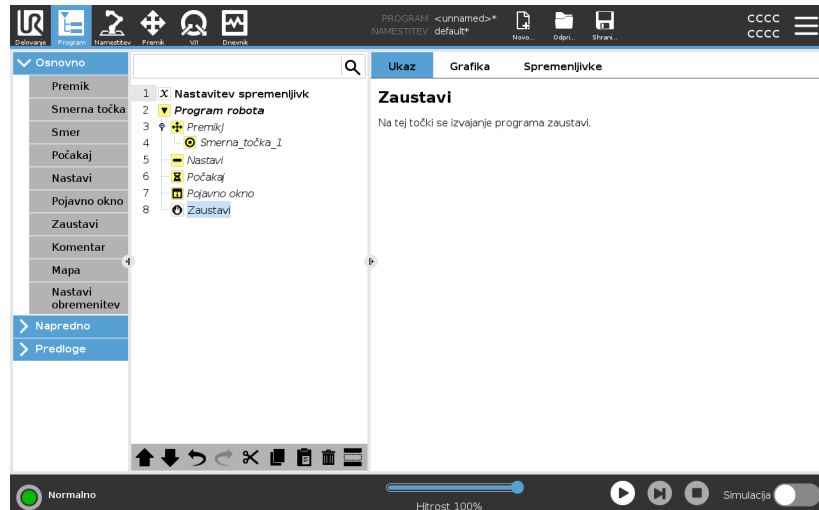 UR
PROGRAM <unnamed>*
NAMESTITEV default*
Delovanje Program Namestitev Premik V/I Dnevnik
Novo... Odpri... Shrani...
CCCC
CCCC
Osnovno
Premik
Smerna točka
Smer
Počakaj
Nastavi
Pojavno okno
Zaustavi
Komentar
Mapa
Nastavi
obremenitev
Napredno
Predloge
1 X Nastavitev spremenljivk
2 Program robota
3 PremikJ
4 Smerna_točka_1
5 Nastavi
6 Počakaj
7 Pojavno okno
8 Zaustavi
Ukaz Grafika Spremenljivke
Zaustavi
Na tej točki se izvajanje programa zaustavi.
Normalno
Hitrost 100%
Simulacija